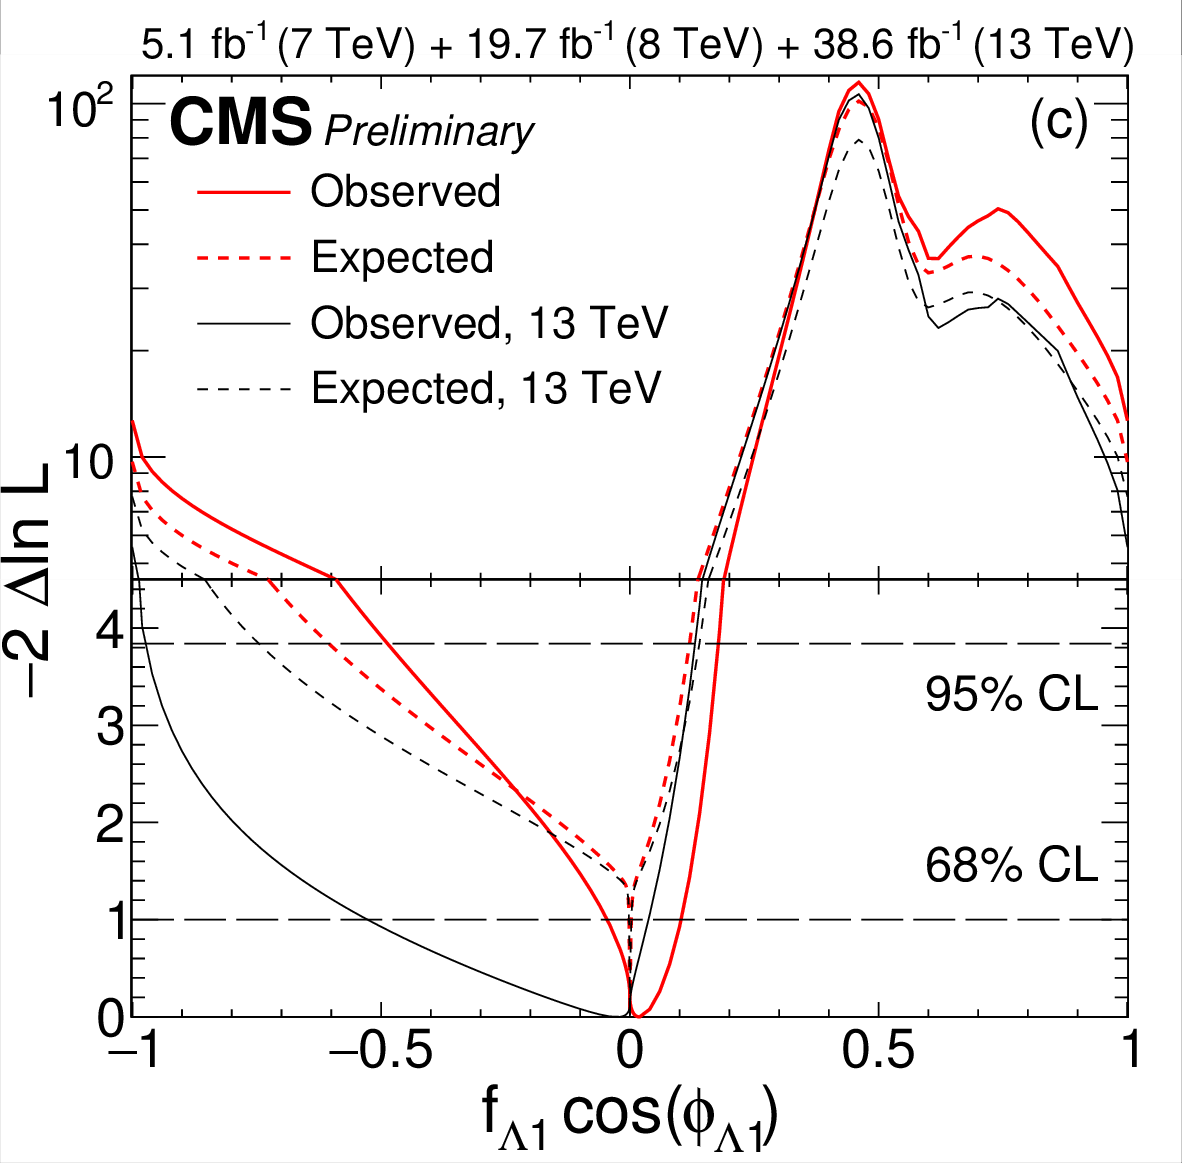 5.1 fb⁻¹ (7 TeV) + 19.7 fb⁻¹ (8 TeV) + 38.6 fb⁻¹ (13 TeV)
CMS Preliminary
(c)
Observed
Expected
Observed, 13 TeV
Expected, 13 TeV
10²
10
4
3
2
1
0
−2 Δln L
95% CL
68% CL
−1 −0.5 0 0.5 1
f_Λ1 cos(ϕ_Λ1)